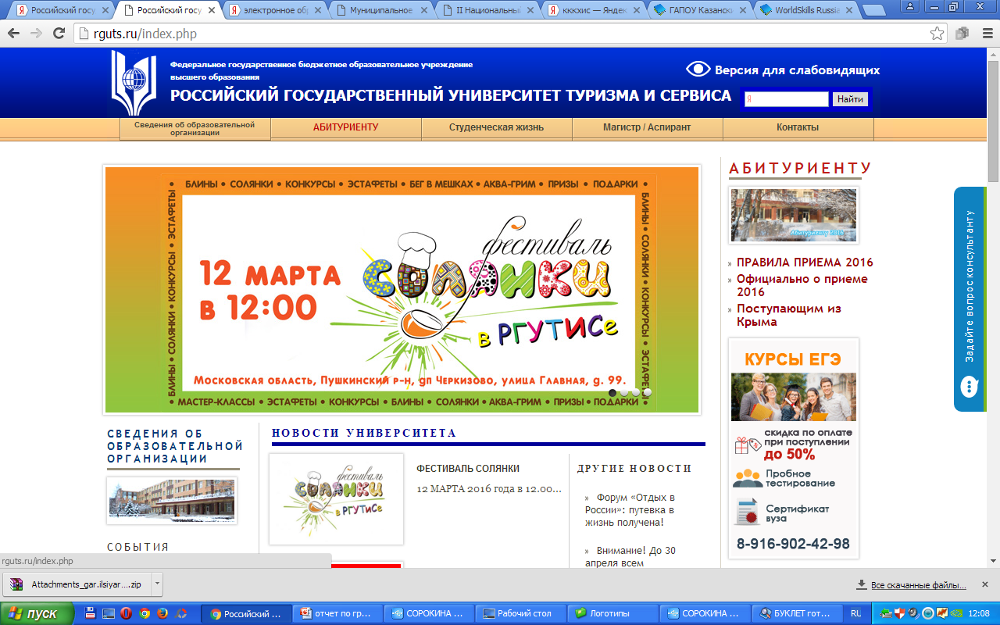 Российский госу
Российский госу
электронное обр
Муниципальное
II Национальный
кккхис — Яндек
ГАПОУ Казански
WorldSkills Russia
rguts.ru/index.php
Федеральное государственное бюджетное образовательное учреждение
высшего образования
РОССИЙСКИЙ ГОСУДАРСТВЕННЫЙ УНИВЕРСИТЕТ ТУРИЗМА И СЕРВИСА
Версия для слабовидящих
Я
Найти
Сведения об образовательной
организации
АБИТУРИЕНТУ
Студенческая жизнь
Магистр / Аспирант
Контакты
БЛИНЫ • СОЛЯНКИ • КОНКУРСЫ • ЭСТАФЕТЫ • БЕГ В МЕШКАХ • АКВА-ГРИМ • ПРИЗЫ • ПОДАРКИ •
БЛИНЫ • СОЛЯНКИ • КОНКУРСЫ • ЭСТАФЕТЫ
БЛИНЫ • СОЛЯНКИ • КОНКУРСЫ • ЭСТАФЕТЫ
12 МАРТА
В 12:00
фестиваль
СОЛЯНКИ
в РГУТИСе
Московская область, Пушкинский р-н, дп Черкизово, улица Главная, д. 99.
• МАСТЕР-КЛАССЫ • ЭСТАФЕТЫ • КОНКУРСЫ • БЛИНЫ • СОЛЯНКИ • АКВА-ГРИМ • ПРИЗЫ • ПОДАРКИ •
АБИТУРИЕНТУ
Абитуриенту 2016
» ПРАВИЛА ПРИЕМА 2016
» Официально о приеме
2016
» Поступающим из
Крыма
КУРСЫ ЕГЭ
скидка по оплате
при поступлении
до 50%
Пробное
тестирование
Сертификат
вуза
8-916-902-42-98
Задайте вопрос консультанту
СВЕДЕНИЯ ОБ
ОБРАЗОВАТЕЛЬНОЙ
ОРГАНИЗАЦИИ
СОБЫТИЯ
НОВОСТИ УНИВЕРСИТЕТА
фестиваль
СОЛЯНКИ
в РГУТИСе
ФЕСТИВАЛЬ СОЛЯНКИ
12 МАРТА 2016 года в 12.00...
ДРУГИЕ НОВОСТИ
» Форум «Отдых в
России»: путевка в
жизнь получена!
» Внимание! До 30
апреля всем
rguts.ru/index.php
Attachments_gar.ilsiyar....zip
Все скачанные файлы...
пуск
Российский ...
отчет по гр...
СОРОКИНА ...
Рабочий стол
Логотипы
СОРОКИНА ...
БУКЛЕТ гот...
RU
12:08